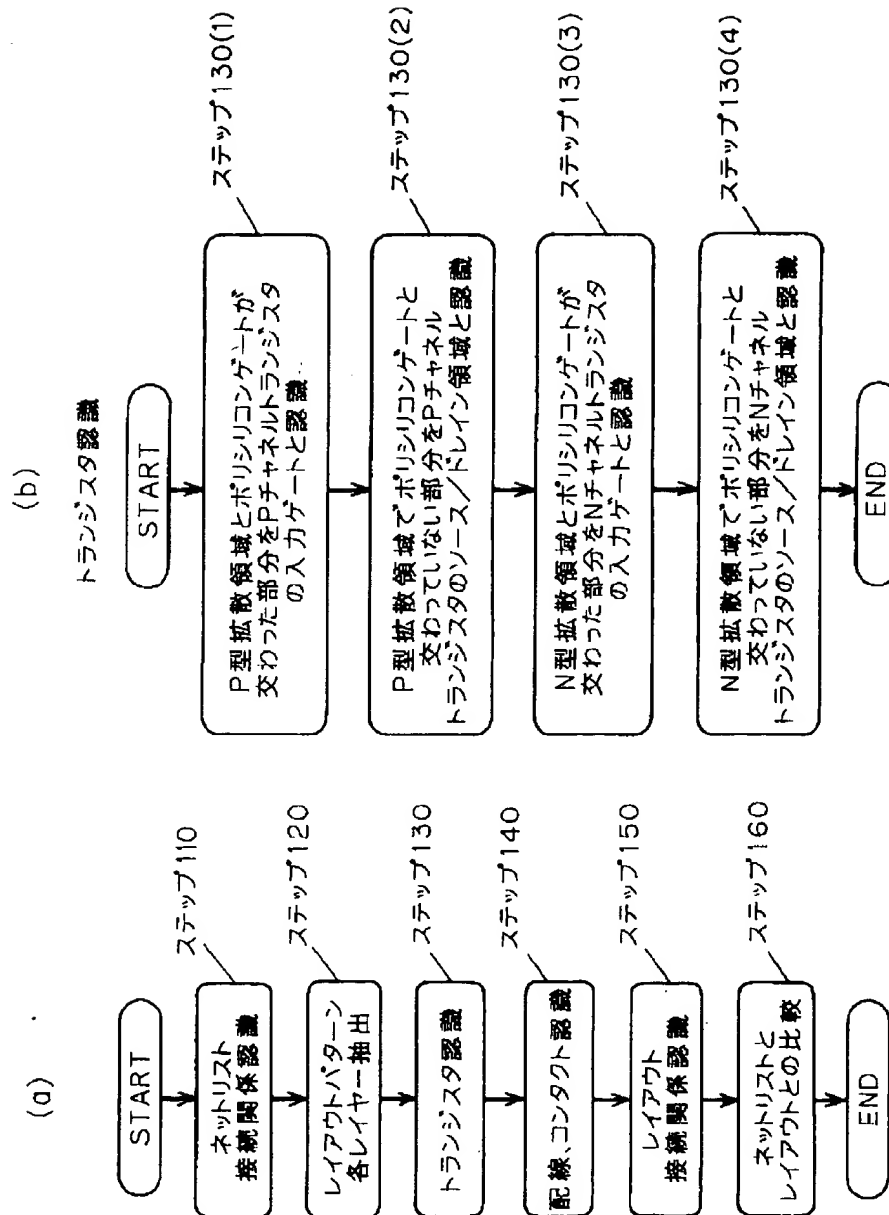 (a)
START
ネットリスト
接続関係認識
ステップ110
レイアウトパターン
各レイヤー抽出
ステップ120
トランジスタ認識
ステップ130
配線、コンタクト認識
ステップ140
レイアウト
接続関係認識
ステップ150
ネットリストと
レイアウトとの比較
ステップ160
END
(b)
トランジスタ認識
START
P型拡散領域とポリシリコンゲートが
交わった部分をPチャネルトランジスタ
の入力ゲートと認識
ステップ130(1)
P型拡散領域でポリシリコンゲートと
交わっていない部分をPチャネル
トランジスタのソース/ドレイン領域と認識
ステップ130(2)
N型拡散領域とポリシリコンゲートが
交わった部分をNチャネルトランジスタ
の入力ゲートと認識
ステップ130(3)
N型拡散領域でポリシリコンゲートと
交わっていない部分をNチャネル
トランジスタのソース/ドレイン領域と認識
ステップ130(4)
END